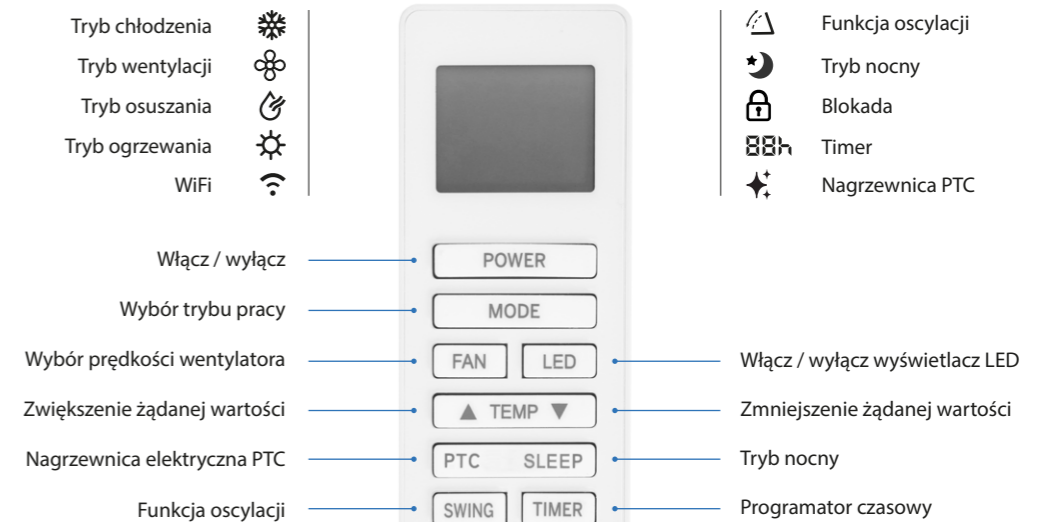 Tryb chłodzenia
Tryb wentylacji
Tryb osuszania
Tryb ogrzewania
WiFi
Funkcja oscylacji
Tryb nocny
Blokada
88h Timer
Nagrzewnica PTC
Włącz / wyłącz
POWER
Wybór trybu pracy
MODE
Wybór prędkości wentylatora
FAN
LED
Włącz / wyłącz wyświetlacz LED
Zwiększenie żądanej wartości
▲ TEMP ▼
Zmniejszenie żądanej wartości
Nagrzewnica elektryczna PTC
PTC SLEEP
Tryb nocny
Funkcja oscylacji
SWING
TIMER
Programator czasowy